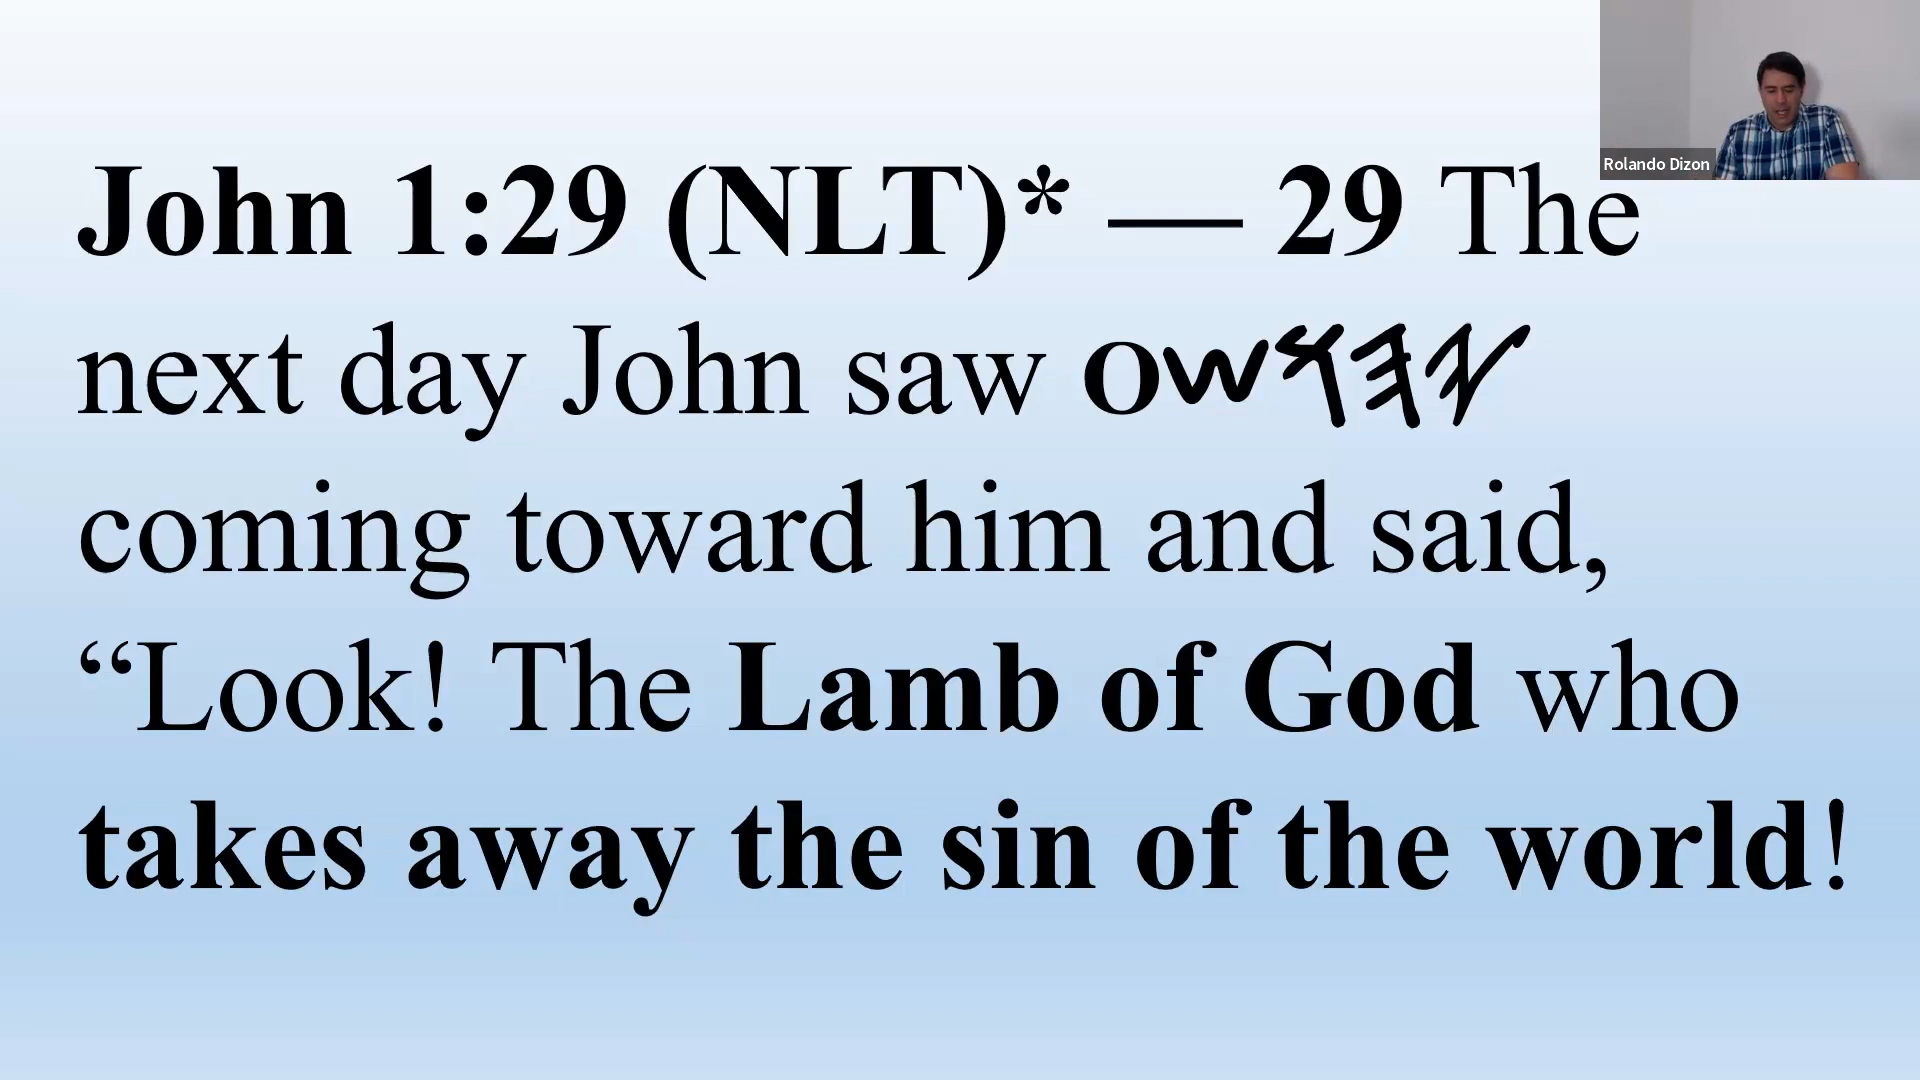 Rolando Dizon
John 1:29 (NLT)* — 29 The
next day John saw 𐤉𐤄𐤅𐤔𐤏
coming toward him and said,
“Look! The Lamb of God who
takes away the sin of the world!